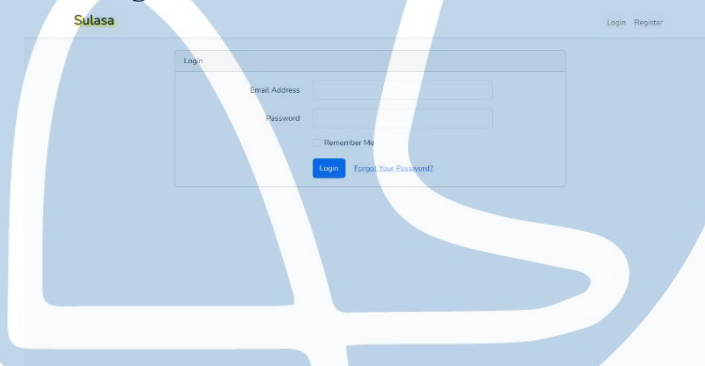 Sulasa
Login Register
Login
Email Address
Password
Remember Me
Login Forgot Your Password?